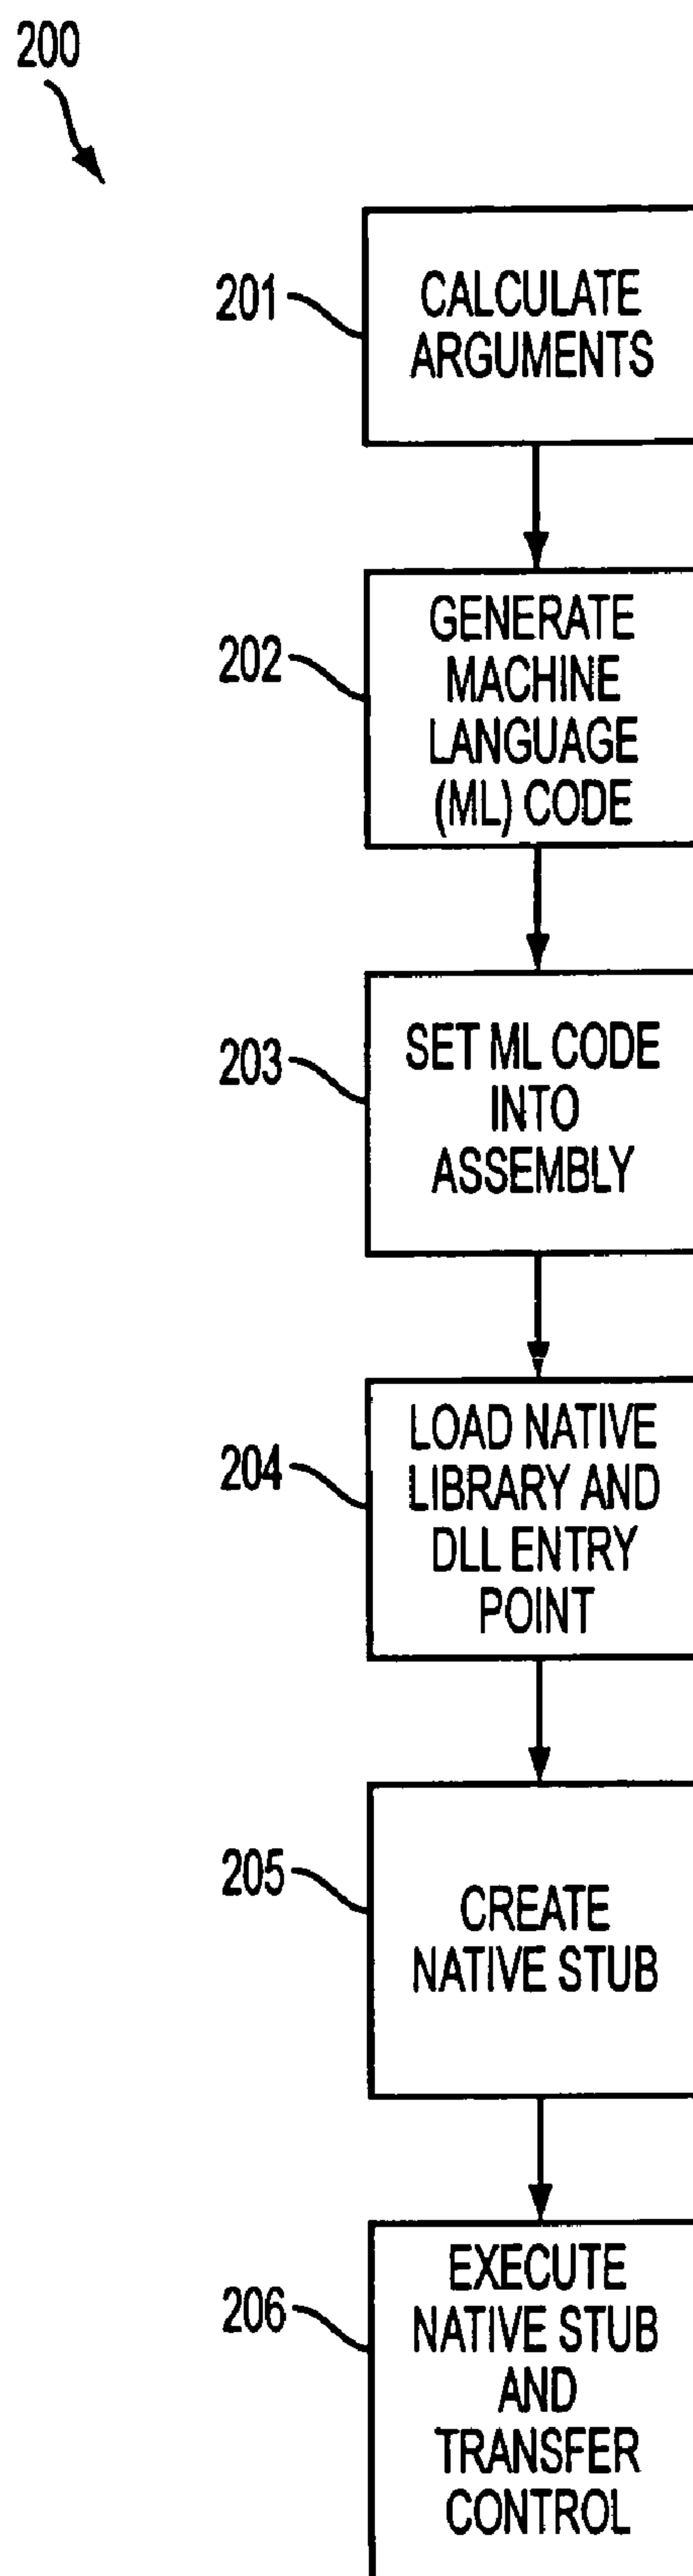 200
201
CALCULATE
ARGUMENTS
202
GENERATE
MACHINE
LANGUAGE
(ML) CODE
203
SET ML CODE
INTO
ASSEMBLY
204
LOAD NATIVE
LIBRARY AND
DLL ENTRY
POINT
205
CREATE
NATIVE STUB
206
EXECUTE
NATIVE STUB
AND
TRANSFER
CONTROL